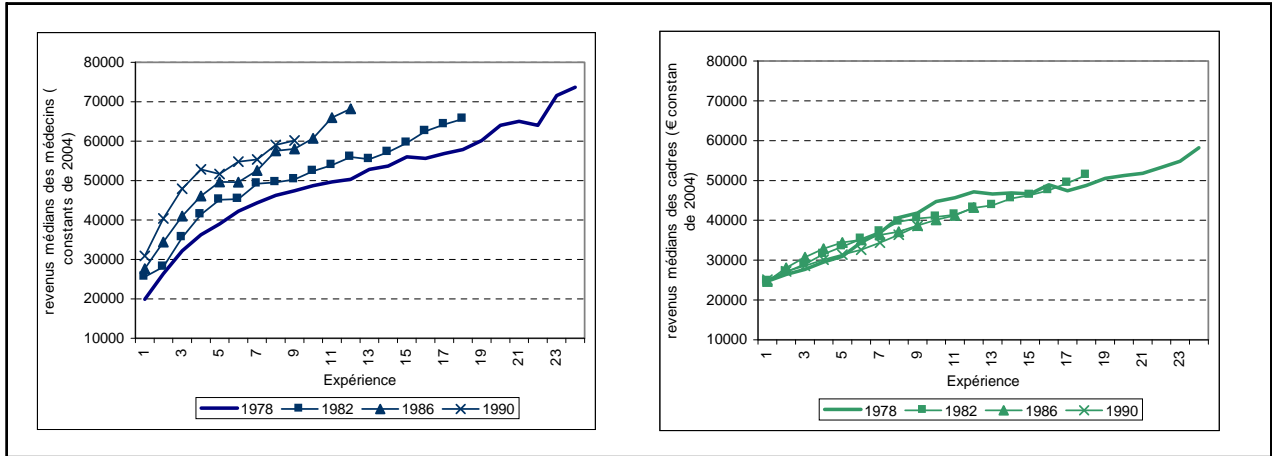 revenus médians des médecins (
constants de 2004)
80000
70000
60000
50000
40000
30000
20000
10000
1 3 5 7 9 11 13 15 17 19 21 23
Expérience
1978 1982 1986 1990
revenus médians des cadres (€ constan
de 2004)
80000
70000
60000
50000
40000
30000
20000
10000
1 3 5 7 9 11 13 15 17 19 21 23
Expérience
1978 1982 1986 1990